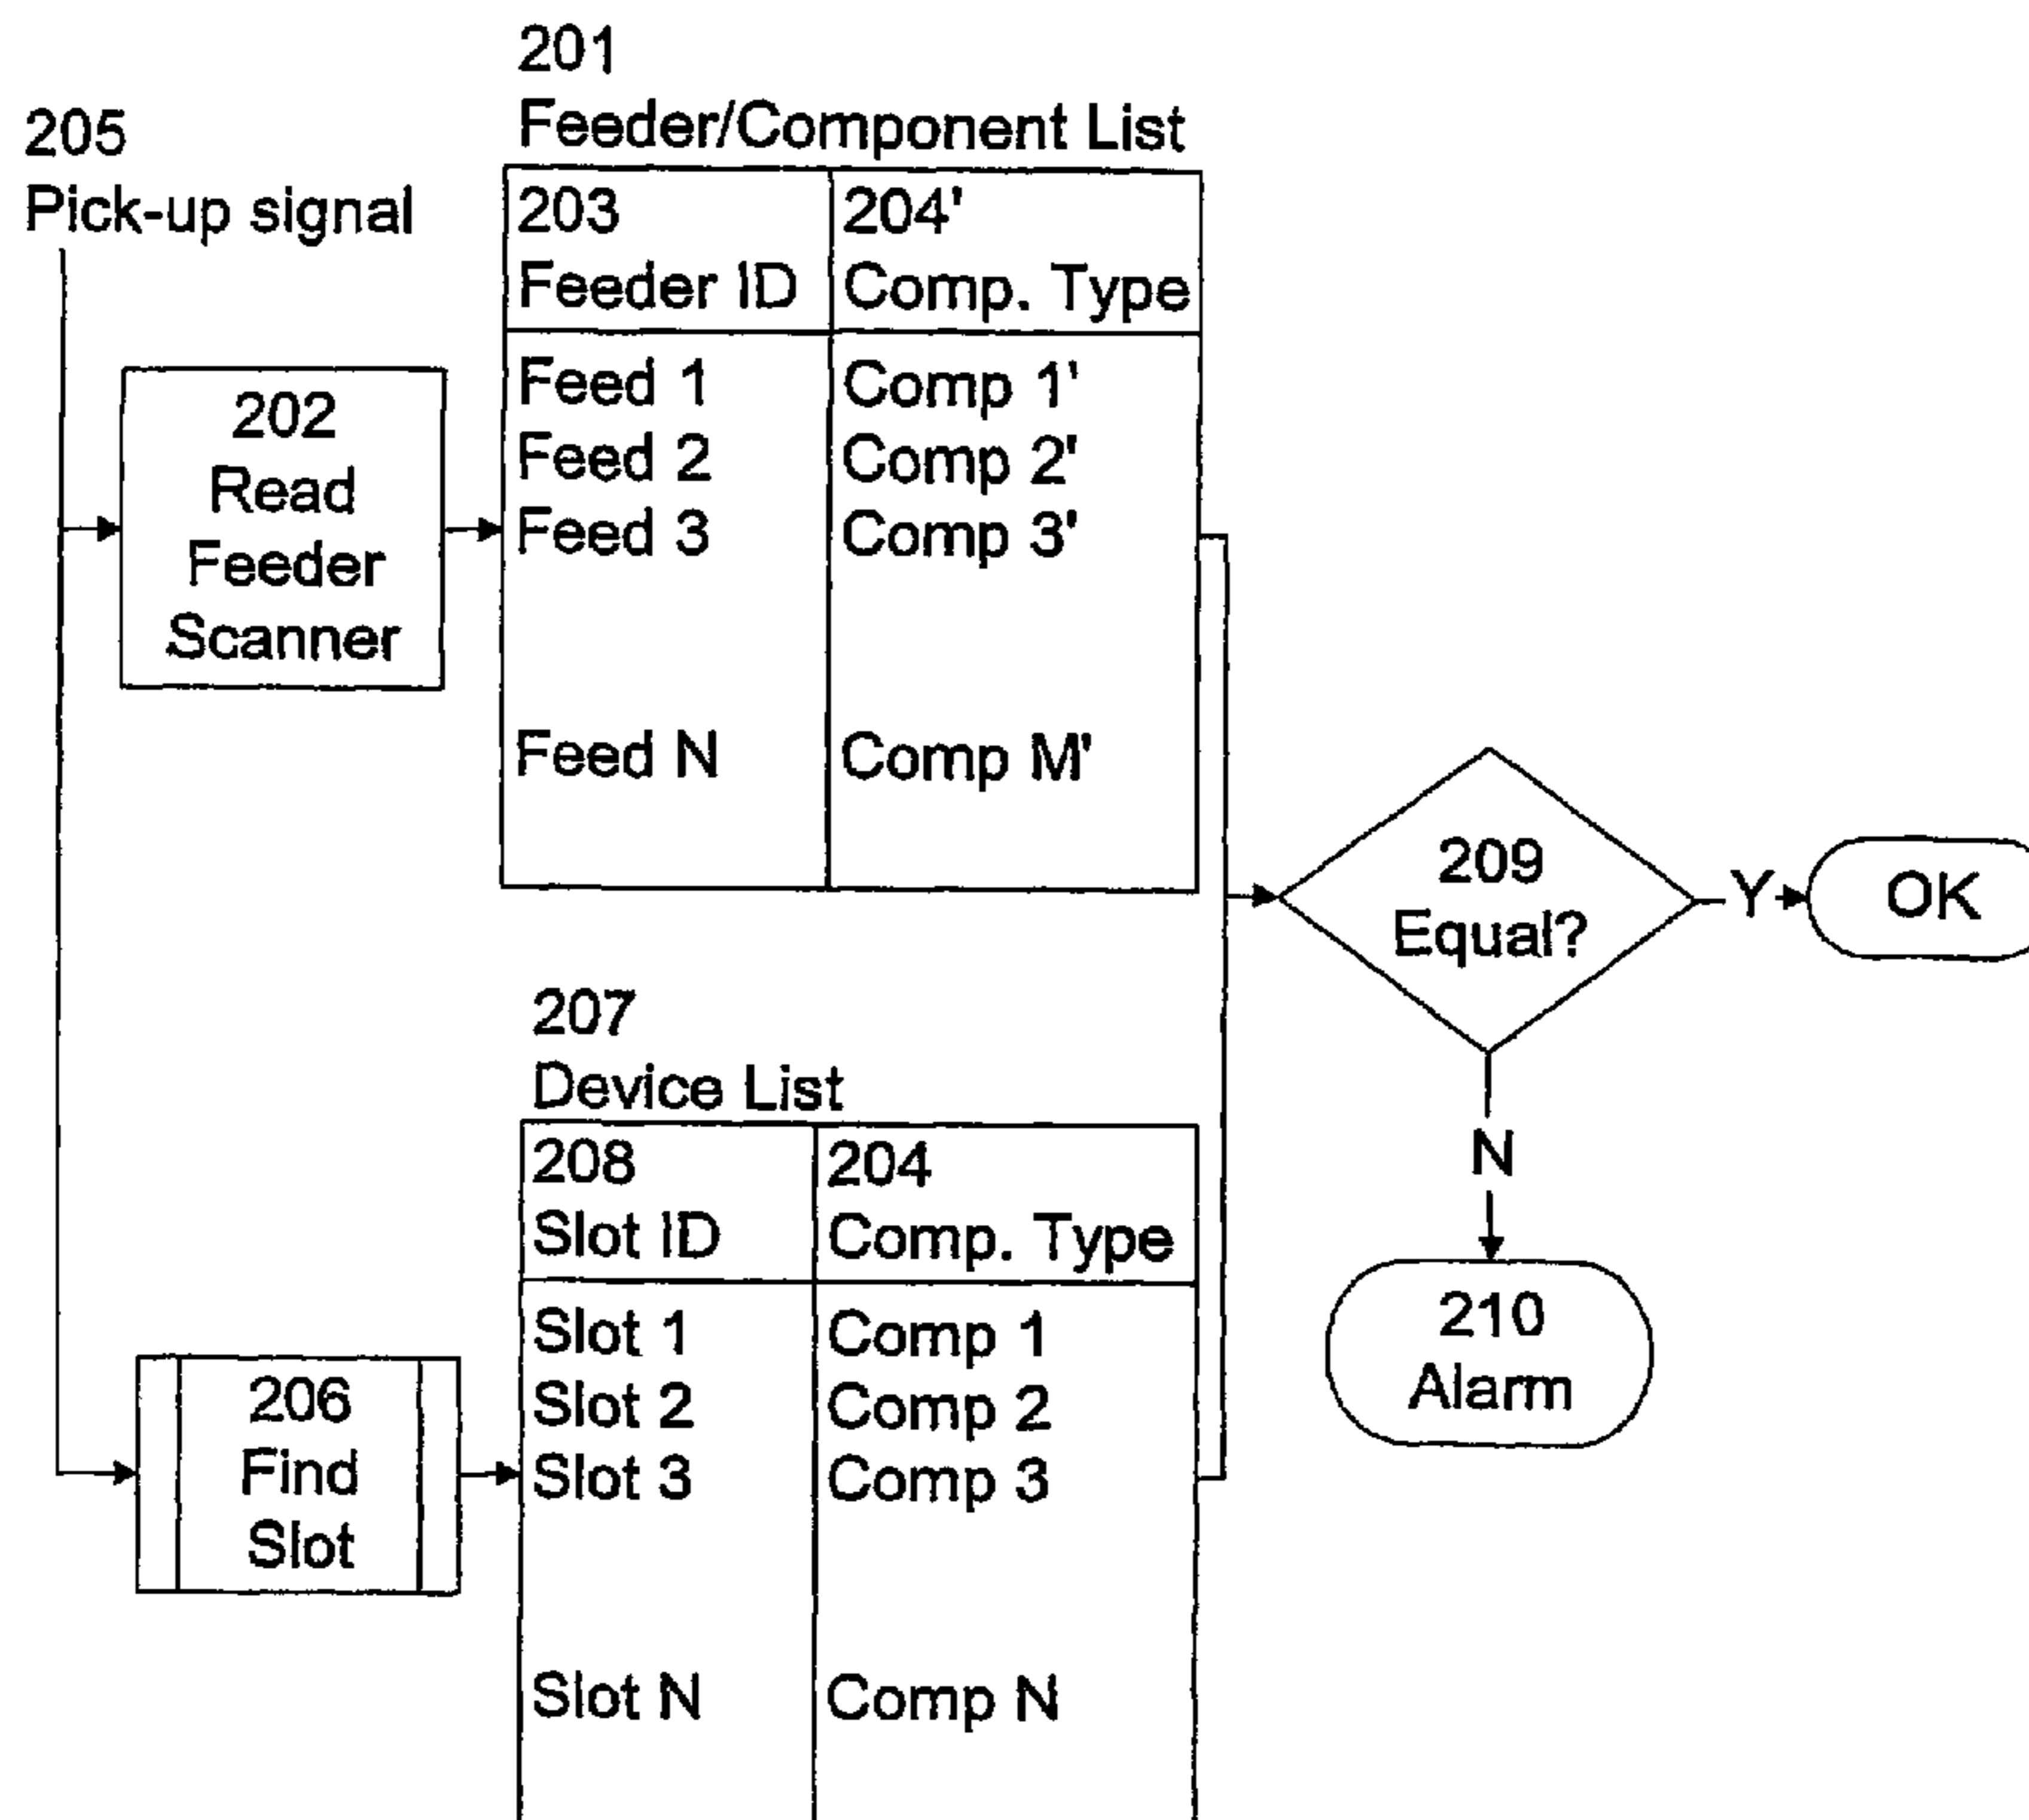 201
Feeder/Component List
205
Pick-up signal
203
Feeder ID
204'
Comp. Type
Feed 1
Comp 1'
Feed 2
Comp 2'
Feed 3
Comp 3'
Feed N
Comp M'
202
Read
Feeder
Scanner
209
Equal?
Y
OK
N
210
Alarm
207
Device List
208
Slot ID
204
Comp. Type
Slot 1
Comp 1
Slot 2
Comp 2
Slot 3
Comp 3
Slot N
Comp N
206
Find
Slot